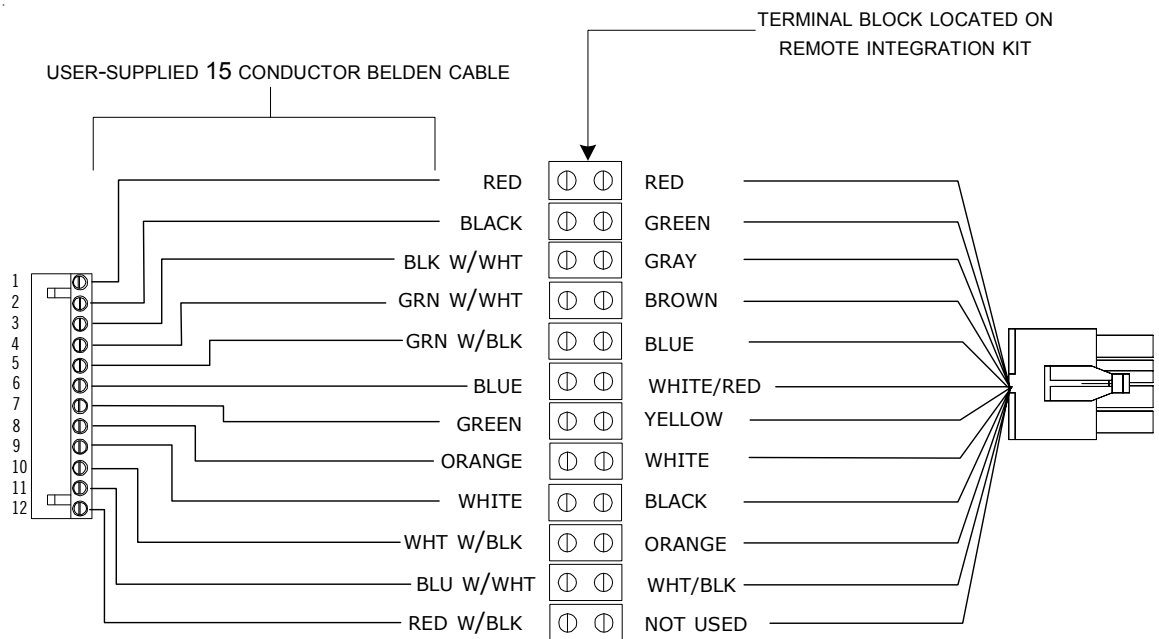 TERMINAL BLOCK LOCATED ON
REMOTE INTEGRATION KIT
USER-SUPPLIED 15 CONDUCTOR BELDEN CABLE
RED RED
BLACK GREEN
BLK W/WHT GRAY
GRN W/WHT BROWN
GRN W/BLK BLUE
BLUE WHITE/RED
GREEN YELLOW
ORANGE WHITE
WHITE BLACK
WHT W/BLK ORANGE
BLU W/WHT WHT/BLK
RED W/BLK NOT USED
1
2
3
4
5
6
7
8
9
10
11
12